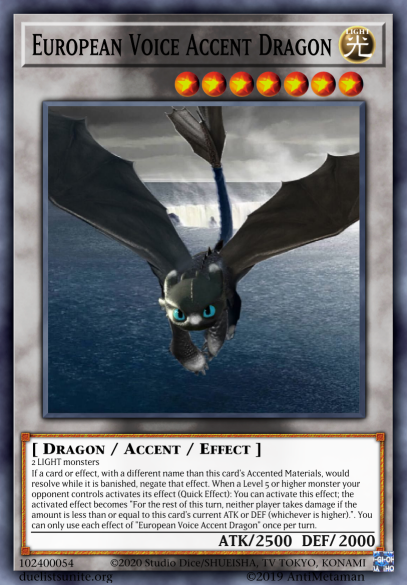 European Voice Accent Dragon
LIGHT
光
[ Dragon / Accent / Effect ]
2 LIGHT monsters
If a card or effect, with a different name than this card's Accented Materials, would
resolve while it is banished, negate that effect. When a Level 5 or higher monster your
opponent controls activates its effect (Quick Effect): You can activate this effect; the
activated effect becomes "For the rest of this turn, neither player takes damage if the
amount is less than or equal to this card's current ATK or DEF (whichever is higher).". You
can only use each effect of "European Voice Accent Dragon" once per turn.
ATK/2500 DEF/2000
102400054 ©2020 Studio Dice/SHUEISHA, TV TOKYO, KONAMI
duelistsunite.org ©2019 AntiMetaman